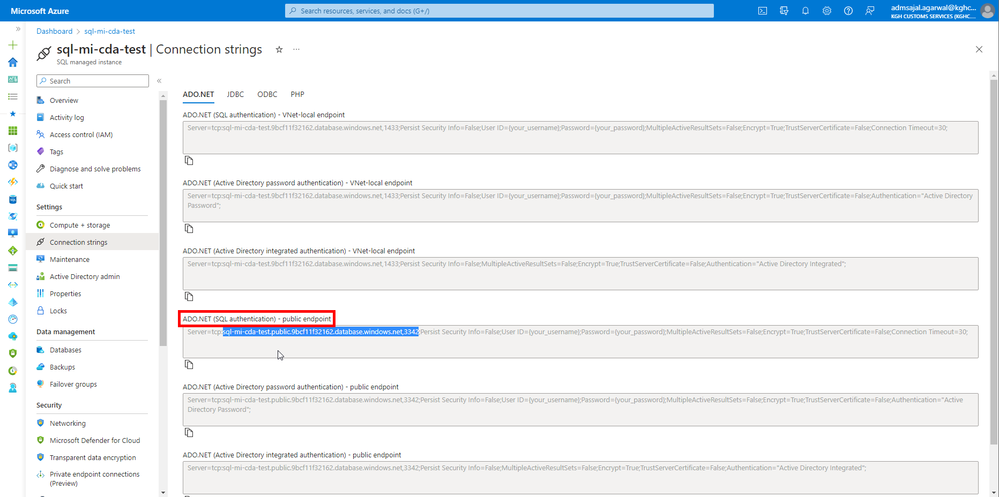 Microsoft Azure
Search resources, services, and docs (G+/)
admsajal.agarwal@kghc...
KGH CUSTOMS SERVICES (KGHC....
Dashboard > sql-mi-cda-test
sql-mi-cda-test | Connection strings
SQL managed instance
Search
Overview
Activity log
Access control (IAM)
Tags
Diagnose and solve problems
Quick start
Settings
Compute + storage
Connection strings
Maintenance
Active Directory admin
Properties
Locks
Data management
Databases
Backups
Failover groups
Security
Networking
Microsoft Defender for Cloud
Transparent data encryption
Private endpoint connections
(Preview)
ADO.NET JDBC ODBC PHP
ADO.NET (SQL authentication) - VNet-local endpoint
Server=tcp:sql-mi-cda-test.9bcf11f32162.database.windows.net,1433;Persist Security Info=False;User ID={your_username};Password={your_password};MultipleActiveResultSets=False;Encrypt=True;TrustServerCertificate=False;Connection Timeout=30;
ADO.NET (Active Directory password authentication) - VNet-local endpoint
Server=tcp:sql-mi-cda-test.9bcf11f32162.database.windows.net,1433;Persist Security Info=False;User ID={your_username};Password={your_password};MultipleActiveResultSets=False;Encrypt=True;TrustServerCertificate=False;Authentication="Active Directory
Password";
ADO.NET (Active Directory integrated authentication) - VNet-local endpoint
Server=tcp:sql-mi-cda-test.9bcf11f32162.database.windows.net,1433;Persist Security Info=False;MultipleActiveResultSets=False;Encrypt=True;TrustServerCertificate=False;Authentication="Active Directory Integrated";
ADO.NET (SQL authentication) - public endpoint
Server=tcp:sql-mi-cda-test.public.9bcf11f32162.database.windows.net,3342;Persist Security Info=False;User ID={your_username};Password={your_password};MultipleActiveResultSets=False;Encrypt=True;TrustServerCertificate=False;Connection Timeout=30;
ADO.NET (Active Directory password authentication) - public endpoint
Server=tcp:sql-mi-cda-test.public.9bcf11f32162.database.windows.net,3342;Persist Security Info=False;User ID={your_username};Password={your_password};MultipleActiveResultSets=False;Encrypt=True;TrustServerCertificate=False;Authentication="Active
Directory Password";
ADO.NET (Active Directory integrated authentication) - public endpoint
Server=tcp:sql-mi-cda-test.public.9bcf11f32162.database.windows.net,3342;Persist Security Info=False;MultipleActiveResultSets=False;Encrypt=True;TrustServerCertificate=False;Authentication="Active Directory Integrated";